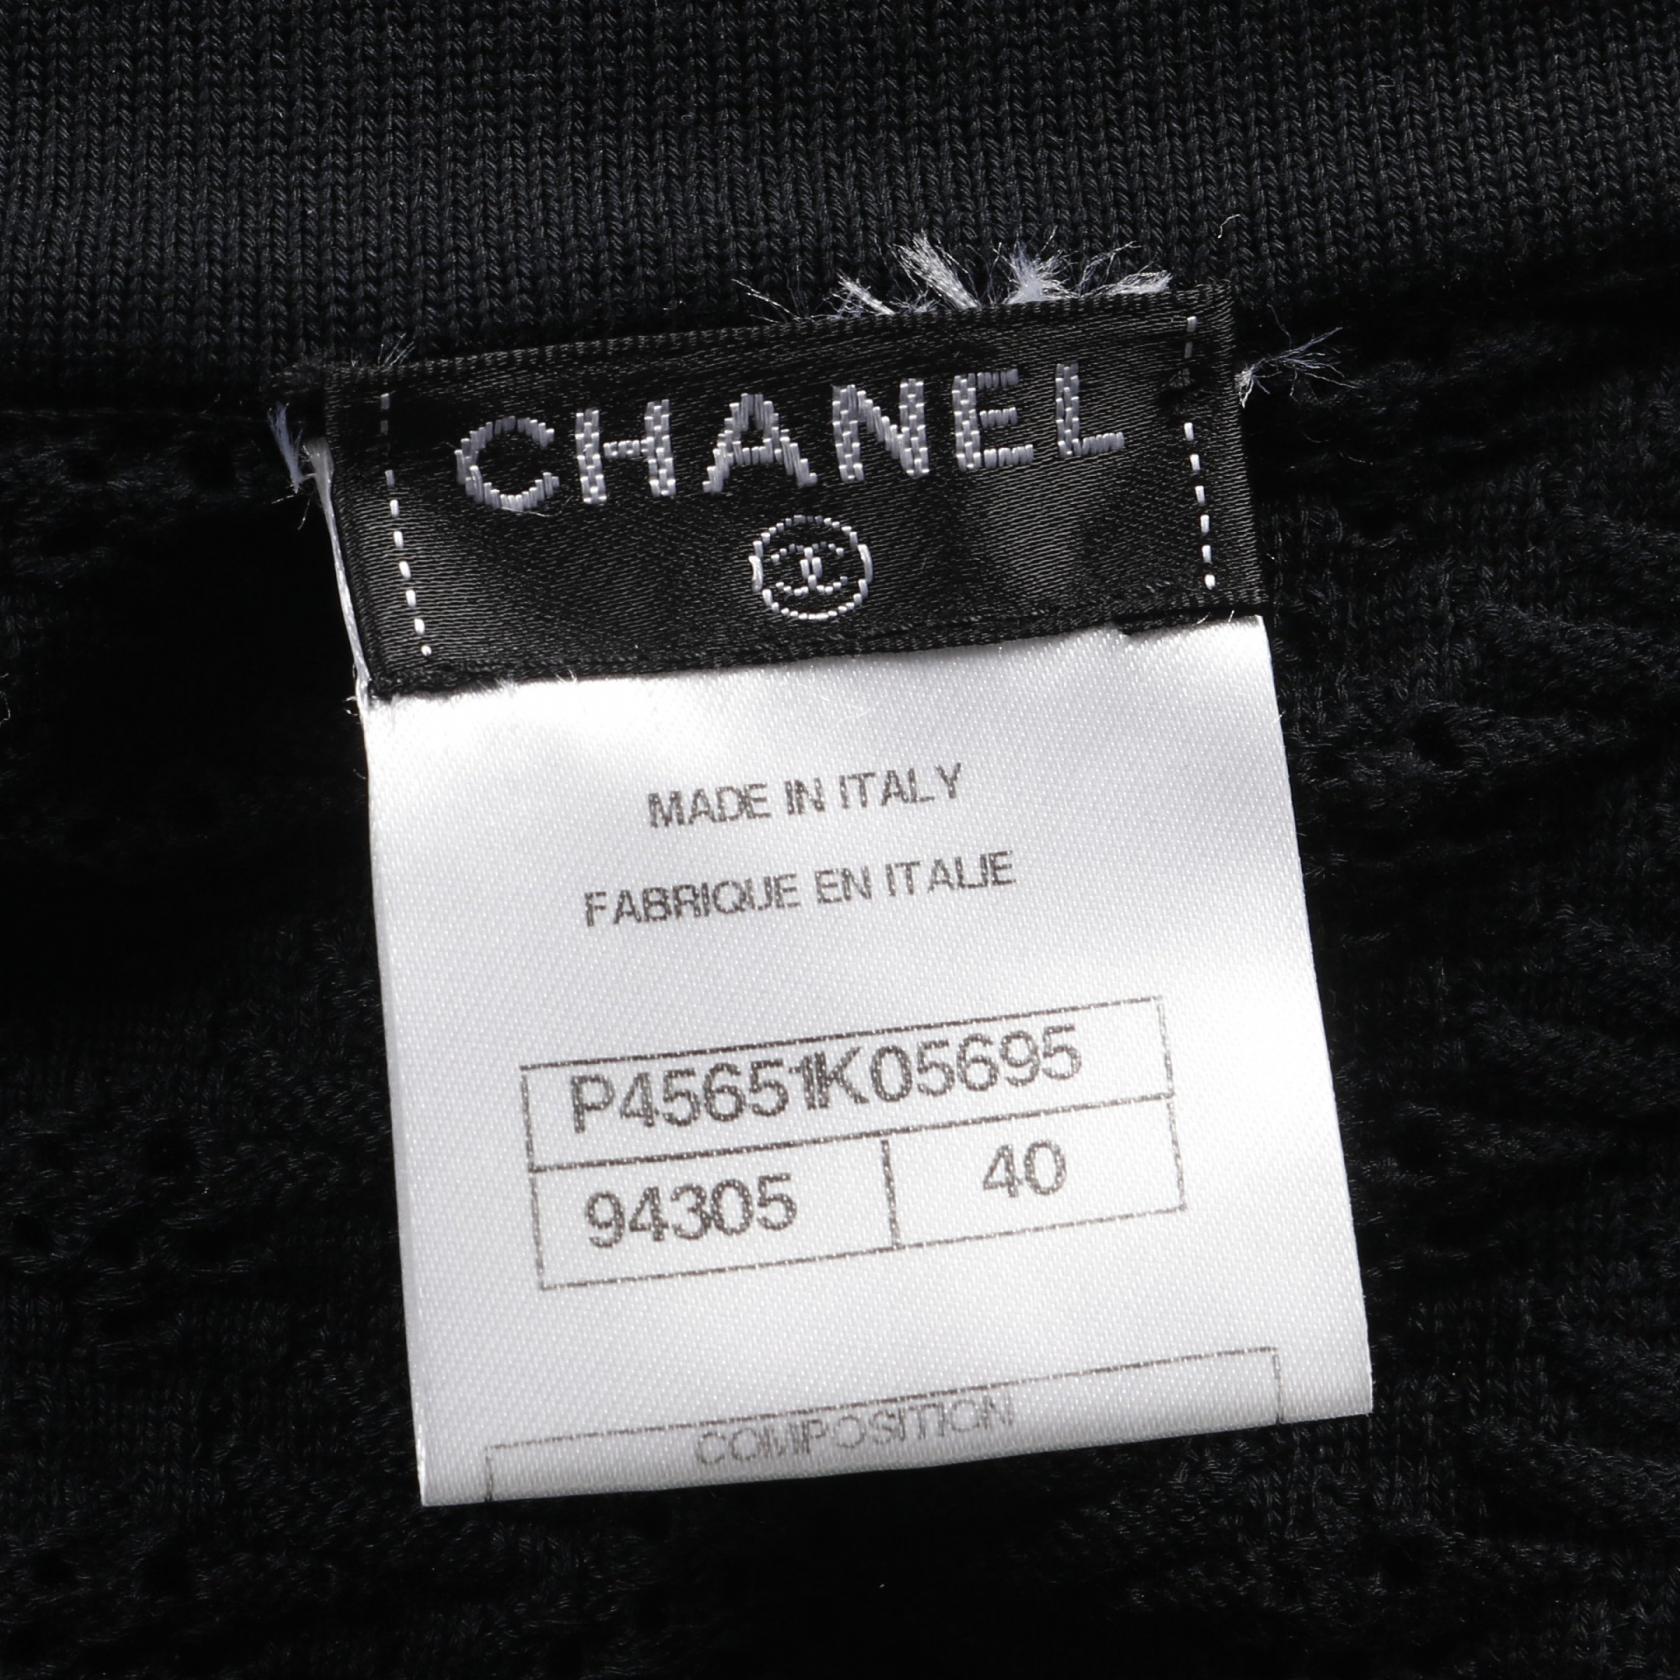 CHANEL
MADE IN ITALY
FABRIQUE EN ITALIE
P45651K05695
94305 40
COMPOSITION